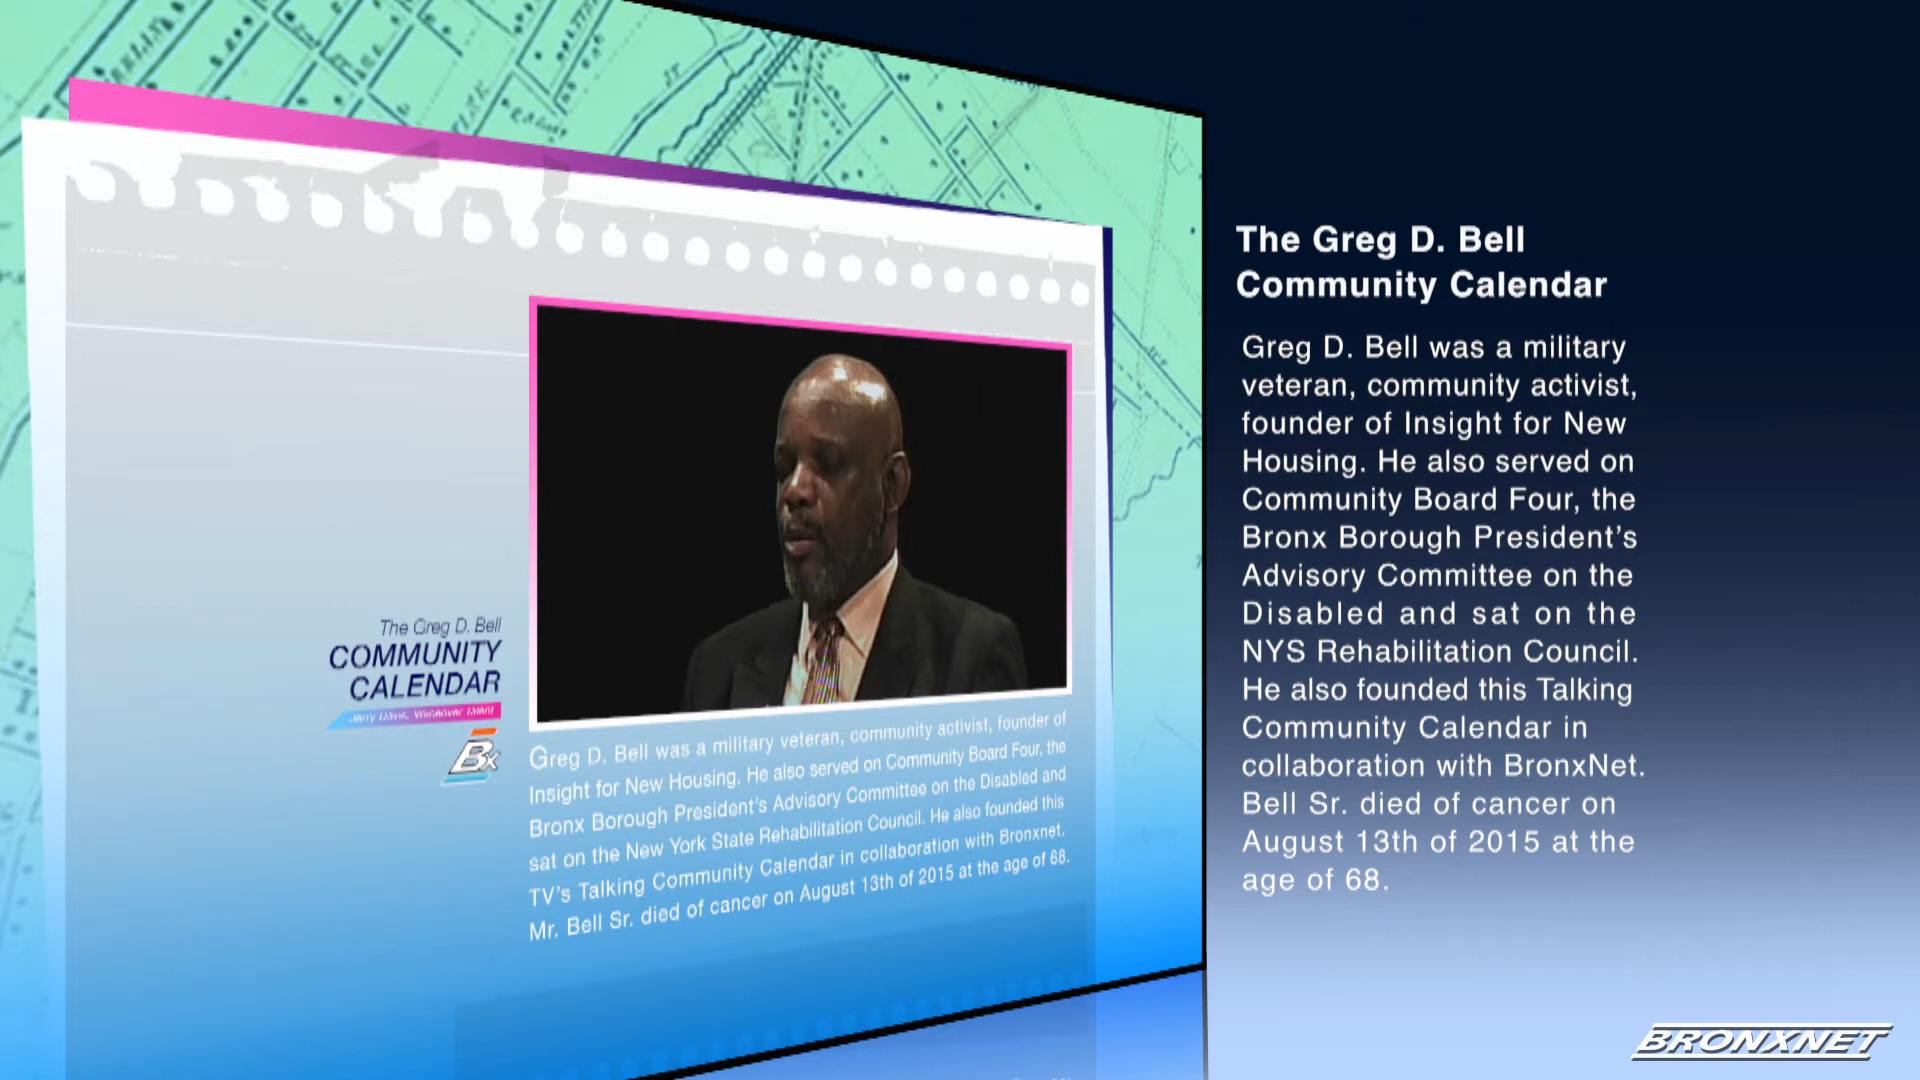 The Greg D. Bell
COMMUNITY
CALENDAR
Jerry Davis, Voiceover talent
Bx
Greg D. Bell was a military veteran, community activist, founder of
Insight for New Housing. He also served on Community Board Four, the
Bronx Borough President's Advisory Committee on the Disabled and
sat on the New York State Rehabilitation Council. He also founded this
TV's Talking Community Calendar in collaboration with Bronxnet.
Mr. Bell Sr. died of cancer on August 13th of 2015 at the age of 68.
The Greg D. Bell
Community Calendar
Greg D. Bell was a military
veteran, community activist,
founder of Insight for New
Housing. He also served on
Community Board Four, the
Bronx Borough President's
Advisory Committee on the
Disabled and sat on the
NYS Rehabilitation Council.
He also founded this Talking
Community Calendar in
collaboration with BronxNet.
Bell Sr. died of cancer on
August 13th of 2015 at the
age of 68.
BRONXNET